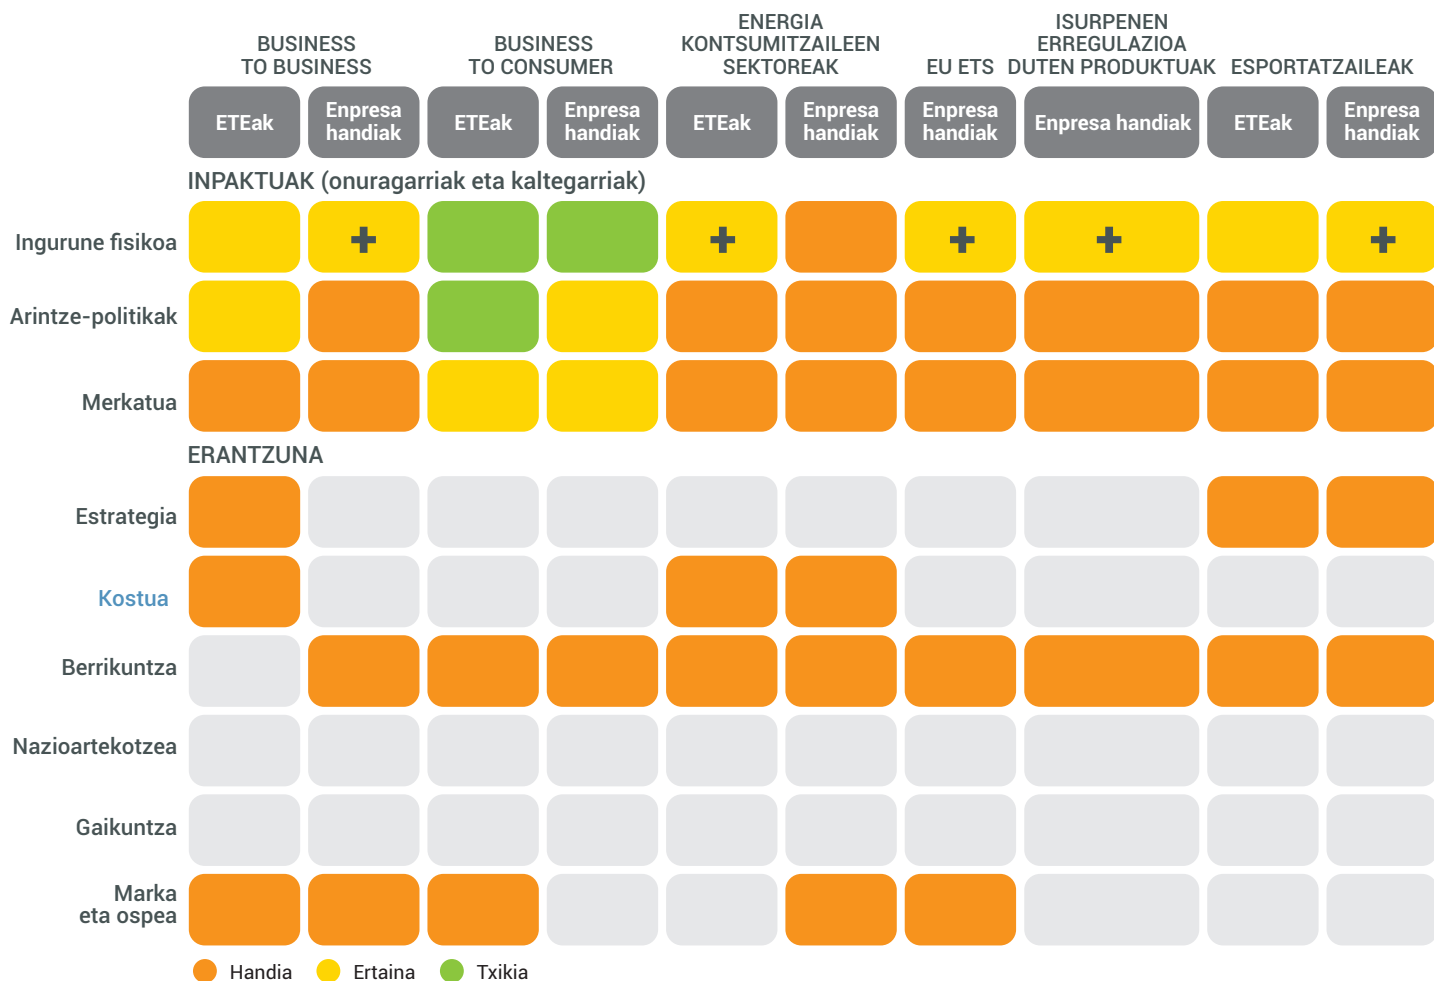 BUSINESS
TO BUSINESS
BUSINESS
TO CONSUMER
ENERGIA
KONTSUMITZAILEEN
SEKTOREAK
EU ETS
ISURPENEN
ERREGULAZIOA
DUTEN PRODUKTUAK
ESPORTATZAILEAK
ETEak
Enpresa
handiak
ETEak
Enpresa
handiak
ETEak
Enpresa
handiak
Enpresa
handiak
Enpresa handiak
ETEak
Enpresa
handiak
INPAKTUAK (onuragarriak eta kaltegarriak)
Ingurune fisikoa
+
+
+
+
+
Arintze-politikak
Merkatua
ERANTZUNA
Estrategia
Kostua
Berrikuntza
Nazioartekotzea
Gaikuntza
Marka
eta ospea
Handia
Ertaina
Txikia